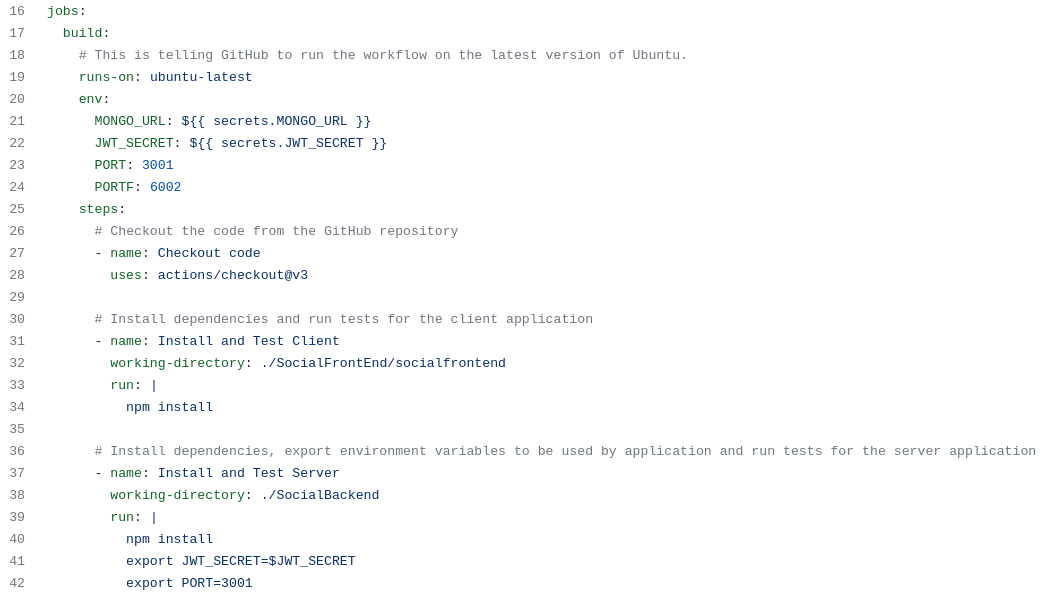 16 jobs:
17   build:
18     # This is telling GitHub to run the workflow on the latest version of Ubuntu.
19     runs-on: ubuntu-latest
20     env:
21       MONGO_URL: ${{ secrets.MONGO_URL }}
22       JWT_SECRET: ${{ secrets.JWT_SECRET }}
23       PORT: 3001
24       PORTF: 6002
25     steps:
26       # Checkout the code from the GitHub repository
27       - name: Checkout code
28         uses: actions/checkout@v3
29
30       # Install dependencies and run tests for the client application
31       - name: Install and Test Client
32         working-directory: ./SocialFrontEnd/socialfrontend
33         run: |
34           npm install
35
36       # Install dependencies, export environment variables to be used by application and run tests for the server application
37       - name: Install and Test Server
38         working-directory: ./SocialBackend
39         run: |
40           npm install
41           export JWT_SECRET=$JWT_SECRET
42           export PORT=3001